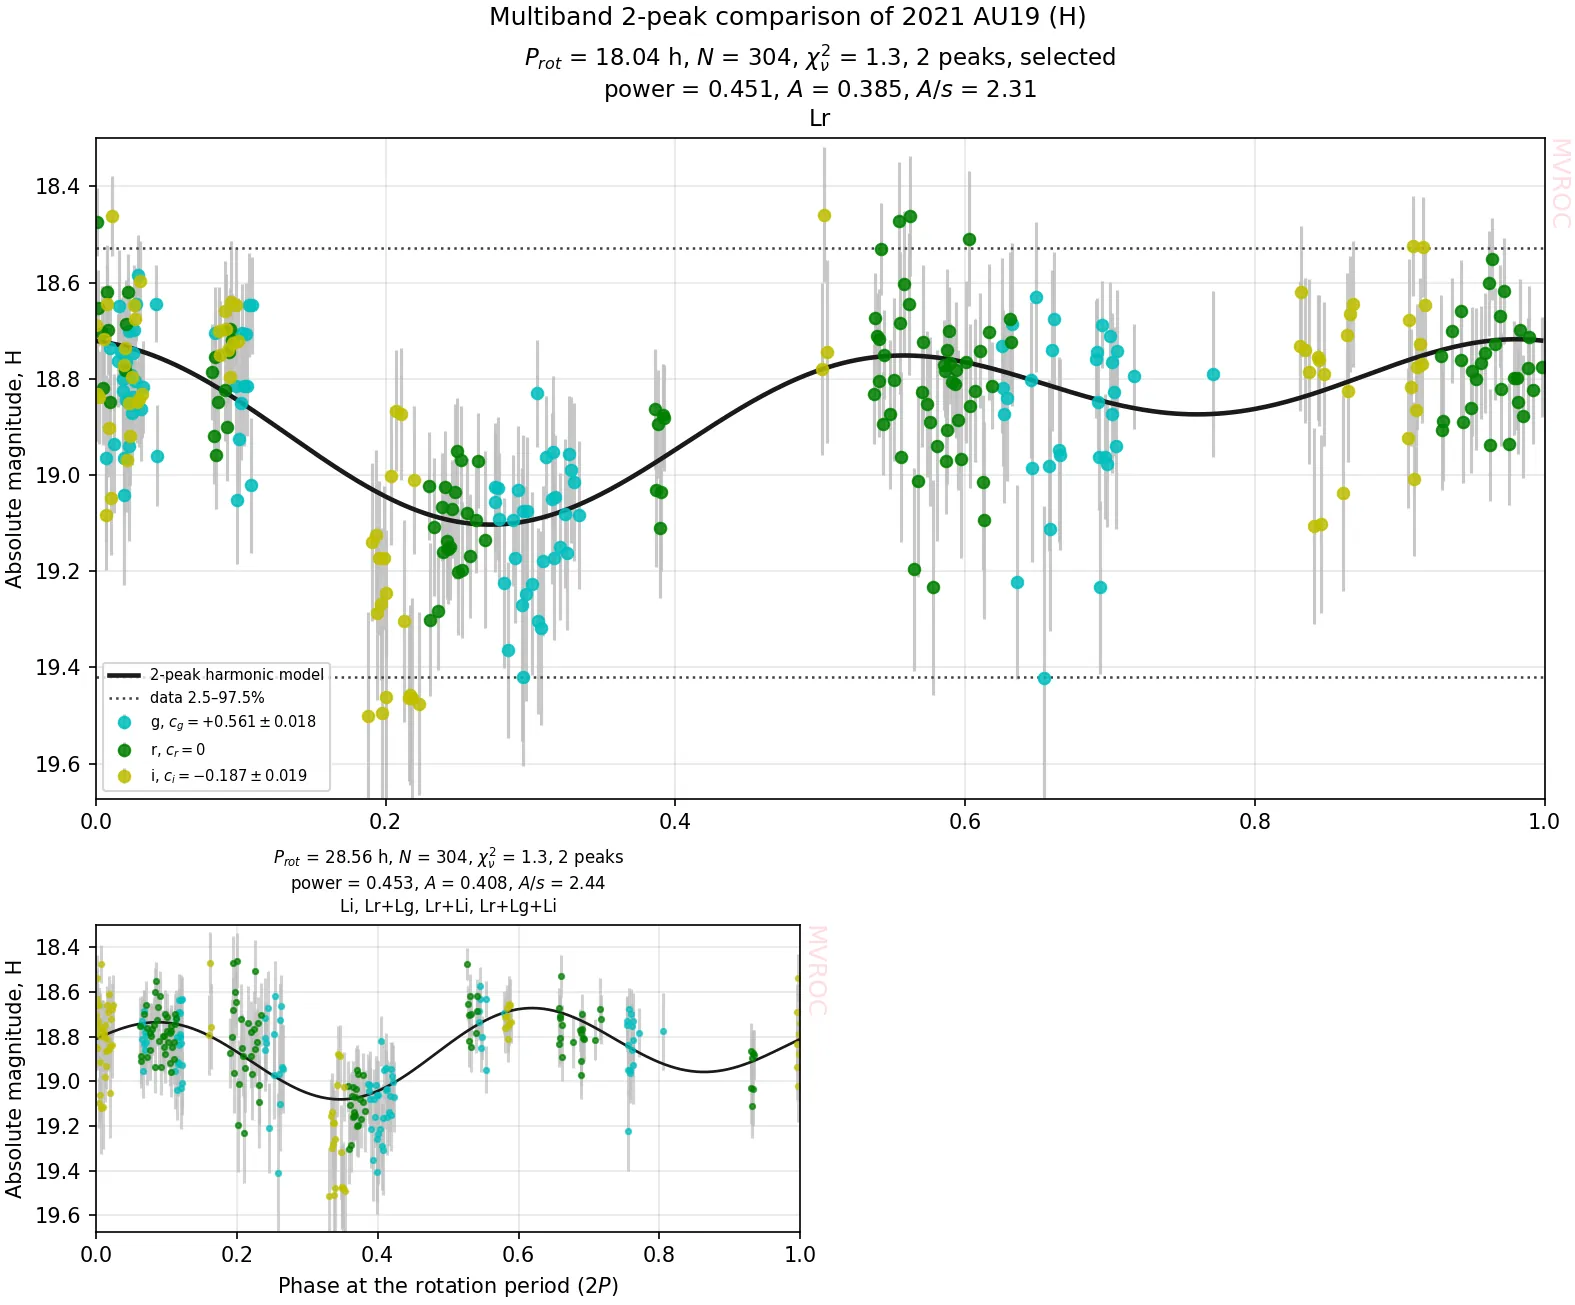 Multiband 2-peak comparison of 2021 AU19 (H)
P_rot = 18.04 h, N = 304, χ²_ν = 1.3, 2 peaks, selected
power = 0.451, A = 0.385, A/s = 2.31
Lr
MVROC
Absolute magnitude, H
18.4
18.6
18.8
19.0
19.2
19.4
19.6
2-peak harmonic model
data 2.5–97.5%
g, c_g = +0.561 ± 0.018
r, c_r = 0
i, c_i = −0.187 ± 0.019
0.0 0.2 0.4 0.6 0.8 1.0
P_rot = 28.56 h, N = 304, χ²_ν = 1.3, 2 peaks
power = 0.453, A = 0.408, A/s = 2.44
Li, Lr+Lg, Lr+Li, Lr+Lg+Li
MVROC
Absolute magnitude, H
18.4
18.6
18.8
19.0
19.2
19.4
19.6
0.0 0.2 0.4 0.6 0.8 1.0
Phase at the rotation period (2P)